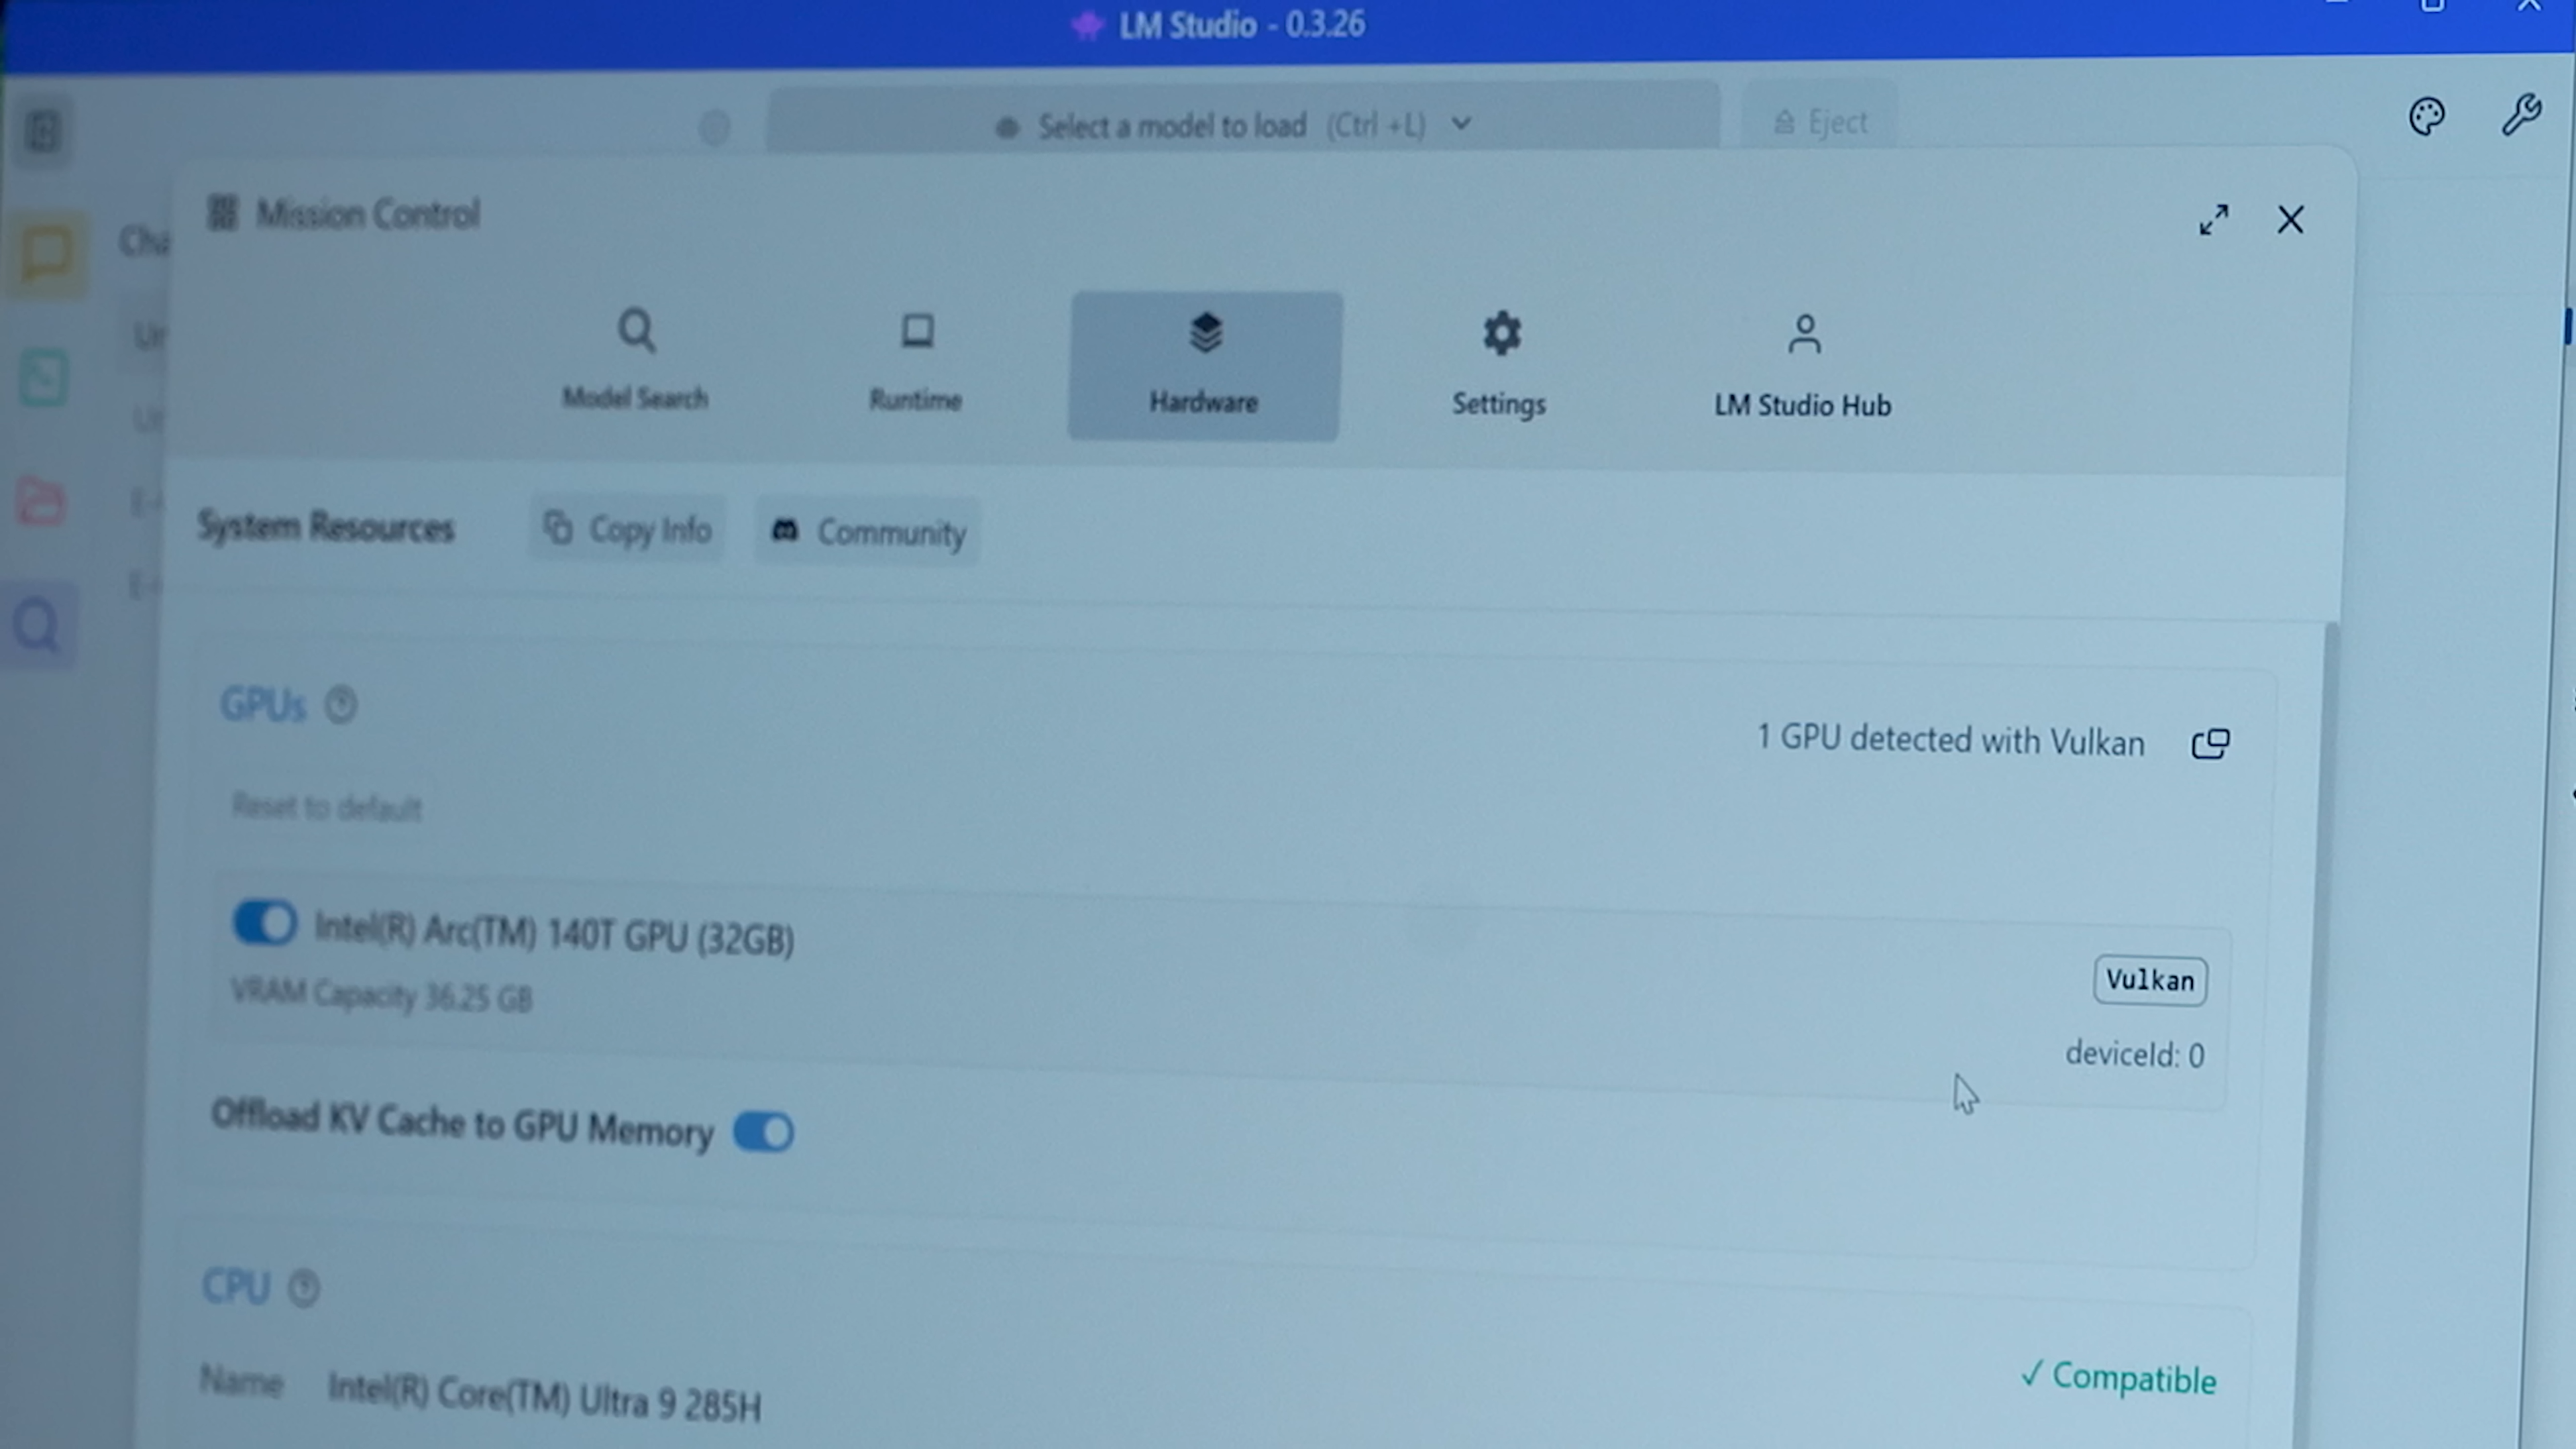 LM Studio - 0.3.26
Select a model to load (Ctrl +L)
Eject
Mission Control
Model Search
Runtime
Hardware
Settings
LM Studio Hub
System Resources
Copy Info
Community
GPUs
1 GPU detected with Vulkan
Reset to default
Intel(R) Arc(TM) 140T GPU (32GB)
Vulkan
VRAM Capacity 36.25 GB
deviceId: 0
Offload KV Cache to GPU Memory
CPU
✓ Compatible
Name Intel(R) Core(TM) Ultra 9 285H